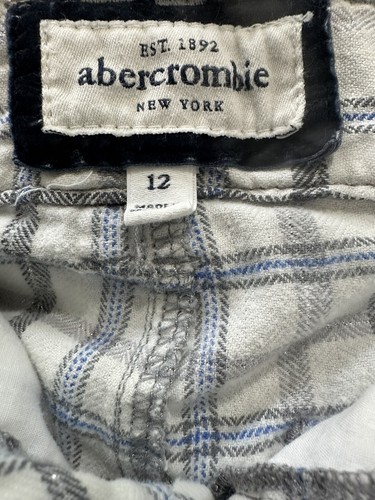 EST. 1892
abercrombie
NEW YORK
12